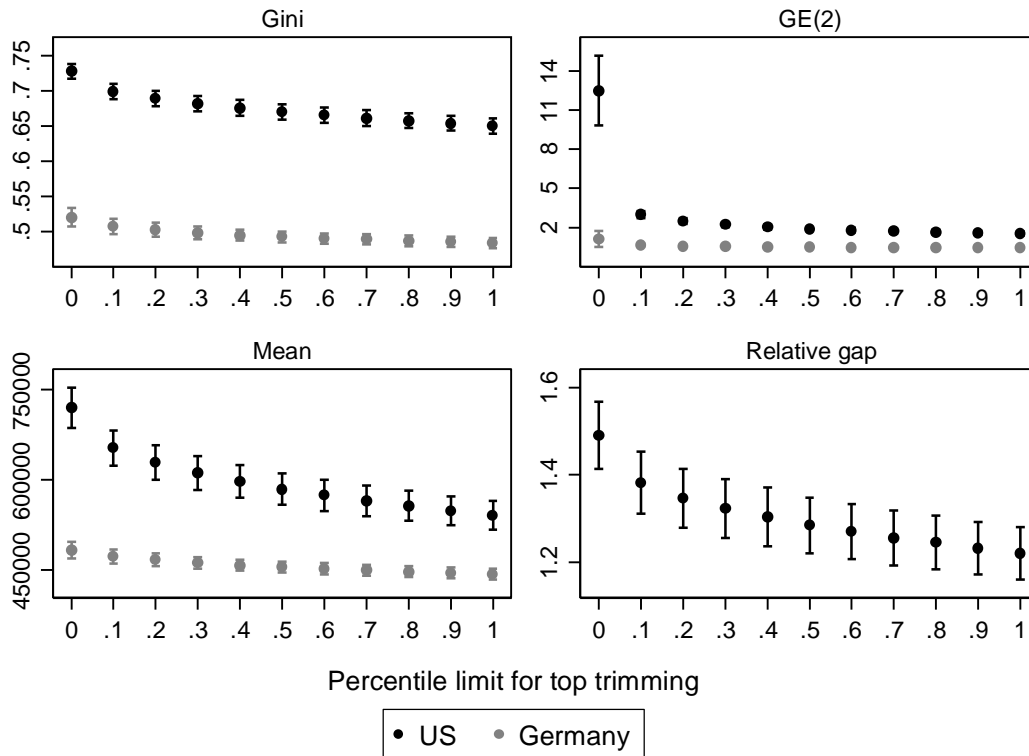 Gini
GE(2)
.75
.7
.65
.6
.55
.5
14
11
8
5
2
0 .1 .2 .3 .4 .5 .6 .7 .8 .9 1
0 .1 .2 .3 .4 .5 .6 .7 .8 .9 1
Mean
Relative gap
750000
600000
450000
1.6
1.4
1.2
0 .1 .2 .3 .4 .5 .6 .7 .8 .9 1
0 .1 .2 .3 .4 .5 .6 .7 .8 .9 1
Percentile limit for top trimming
US Germany